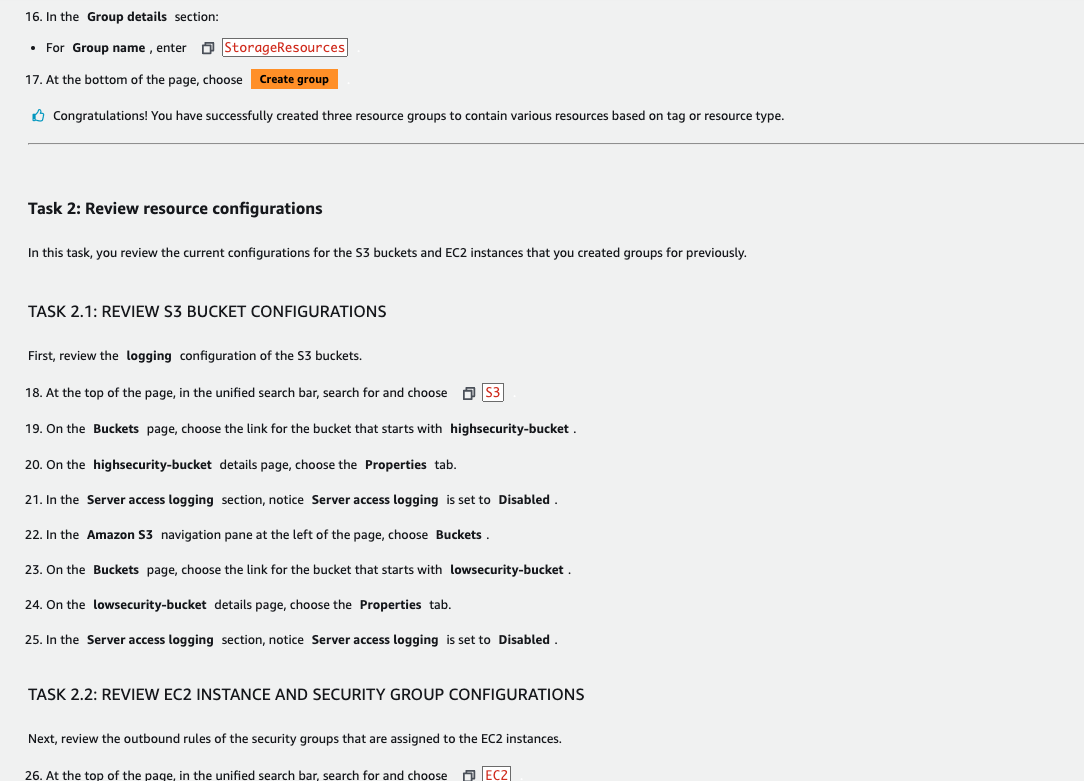 16. In the Group details section:
• For Group name , enter StorageResources
17. At the bottom of the page, choose Create group
Congratulations! You have successfully created three resource groups to contain various resources based on tag or resource type.
Task 2: Review resource configurations
In this task, you review the current configurations for the S3 buckets and EC2 instances that you created groups for previously.
TASK 2.1: REVIEW S3 BUCKET CONFIGURATIONS
First, review the logging configuration of the S3 buckets.
18. At the top of the page, in the unified search bar, search for and choose S3
19. On the Buckets page, choose the link for the bucket that starts with highsecurity-bucket .
20. On the highsecurity-bucket details page, choose the Properties tab.
21. In the Server access logging section, notice Server access logging is set to Disabled .
22. In the Amazon S3 navigation pane at the left of the page, choose Buckets .
23. On the Buckets page, choose the link for the bucket that starts with lowsecurity-bucket .
24. On the lowsecurity-bucket details page, choose the Properties tab.
25. In the Server access logging section, notice Server access logging is set to Disabled .
TASK 2.2: REVIEW EC2 INSTANCE AND SECURITY GROUP CONFIGURATIONS
Next, review the outbound rules of the security groups that are assigned to the EC2 instances.
26. At the top of the page, in the unified search bar, search for and choose EC2